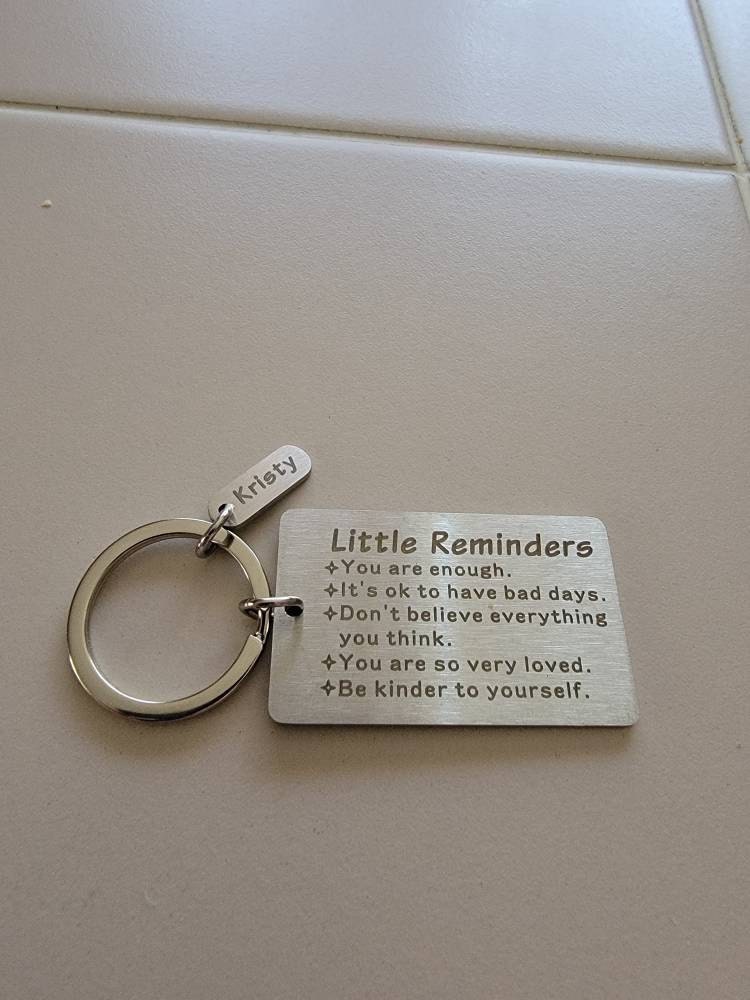 Kristy
Little Reminders
✧You are enough.
✧It's ok to have bad days.
✧Don't believe everything
you think.
✧You are so very loved.
✧Be kinder to yourself.